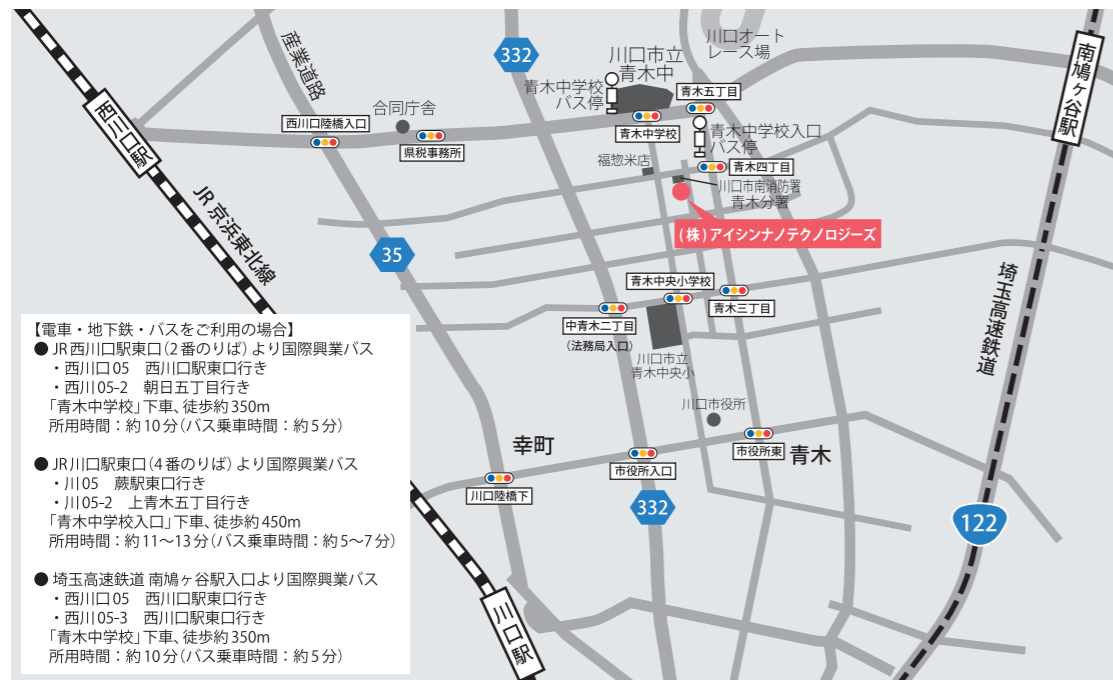 産業道路
332
川口市立
青木中
川口オート
レース場
南鳩ヶ谷駅
青木中学校
バス停
青木五丁目
西川口駅
合同庁舎
西川口陸橋入口
県税事務所
青木中学校
青木中学校入口
バス停
福惣米店
青木四丁目
川口市南消防署
青木分署
JR 京浜東北線
(株)アイシンナノテクノロジーズ
35
青木中央小学校
青木三丁目
中青木二丁目
(法務局入口)
埼玉高速鉄道
川口市立
青木中央小
川口市役所
幸町
市役所東
青木
市役所入口
川口陸橋下
332
122
川口駅
【電車・地下鉄・バスをご利用の場合】
● JR西川口駅東口(2番のりば)より国際興業バス
・西川口05 西川口駅東口行き
・西川05-2 朝日五丁目行き
「青木中学校」下車、徒歩約350m
所用時間:約10分(バス乗車時間:約5分)
● JR川口駅東口(4番のりば)より国際興業バス
・川05 蕨駅東口行き
・川05-2 上青木五丁目行き
「青木中学校入口」下車、徒歩約450m
所用時間:約11〜13分(バス乗車時間:約5〜7分)
● 埼玉高速鉄道 南鳩ヶ谷駅入口より国際興業バス
・西川口05 西川口駅東口行き
・西川05-3 西川口駅東口行き
「青木中学校」下車、徒歩約350m
所用時間:約10分(バス乗車時間:約5分)